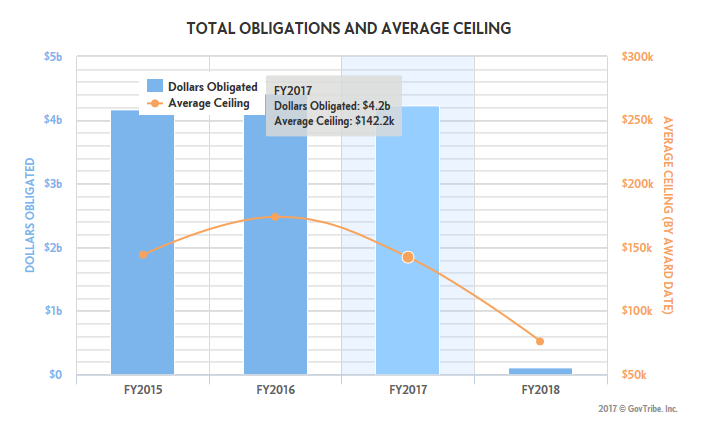 TOTAL OBLIGATIONS AND AVERAGE CEILING
$5b
$4b
$3b
$2b
$1b
$0
DOLLARS OBLIGATED
Dollars Obligated
Average Ceiling
FY2017
Dollars Obligated: $4.2b
Average Ceiling: $142.2k
$300k
$250k
$200k
$150k
$100k
$50k
AVERAGE CEILING (BY AWARD DATE)
FY2015
FY2016
FY2017
FY2018
2017 © GovTribe. Inc.